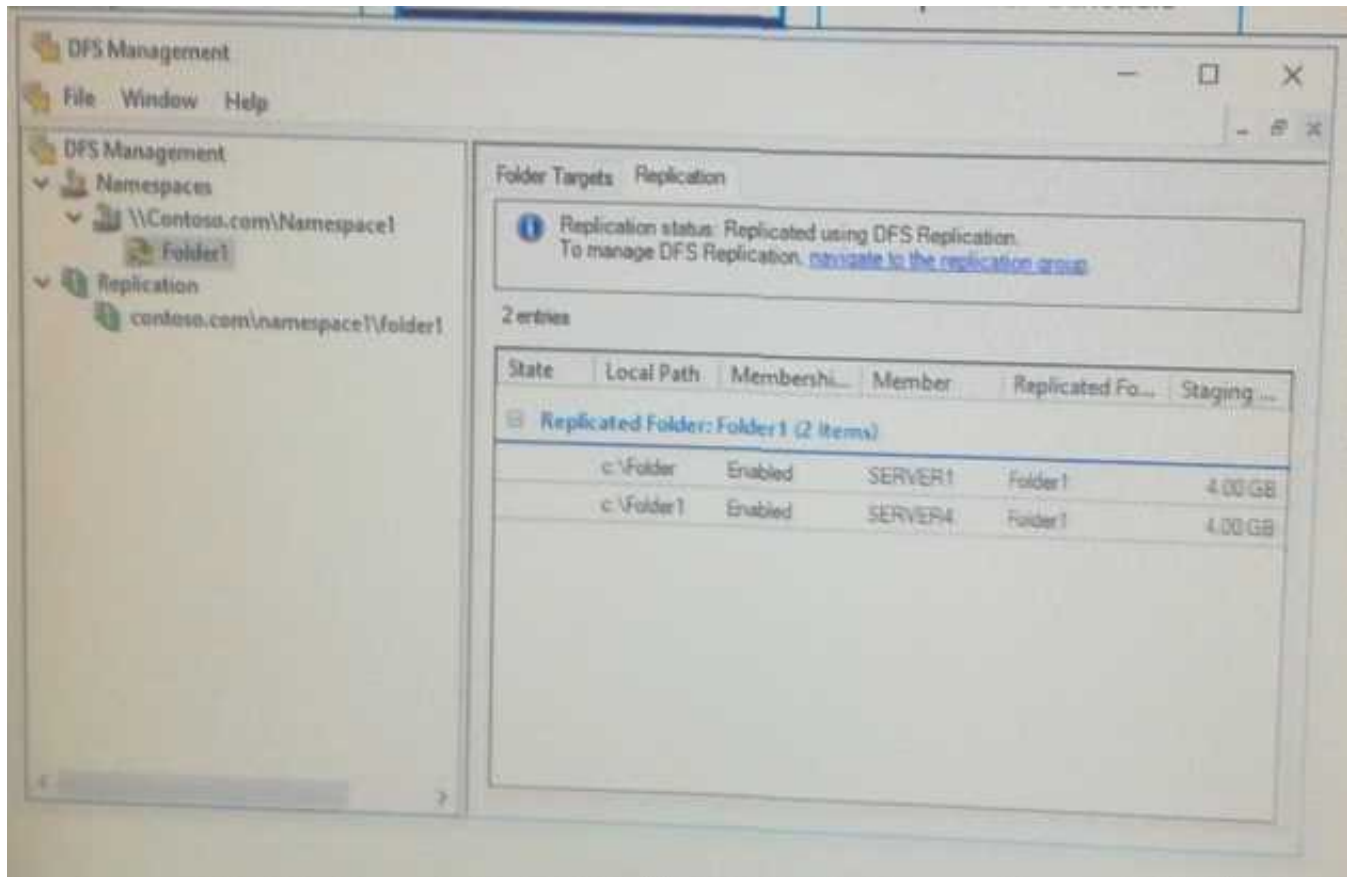 DFS Management
File Window Help
DFS Management
Namespaces
\\Contoso.com\Namespace1
Folder1
Replication
contoso.com\namespace1\folder1
Folder Targets Replication
Replication status: Replicated using DFS Replication.
To manage DFS Replication, navigate to the replication group.
2 entries
State Local Path Membershi... Member Replicated Fo... Staging ...
Replicated Folder: Folder1 (2 items)
c:\Folder Enabled SERVER1 Folder1 4.00 GB
c:\Folder1 Enabled SERVER4 Folder1 4.00 GB